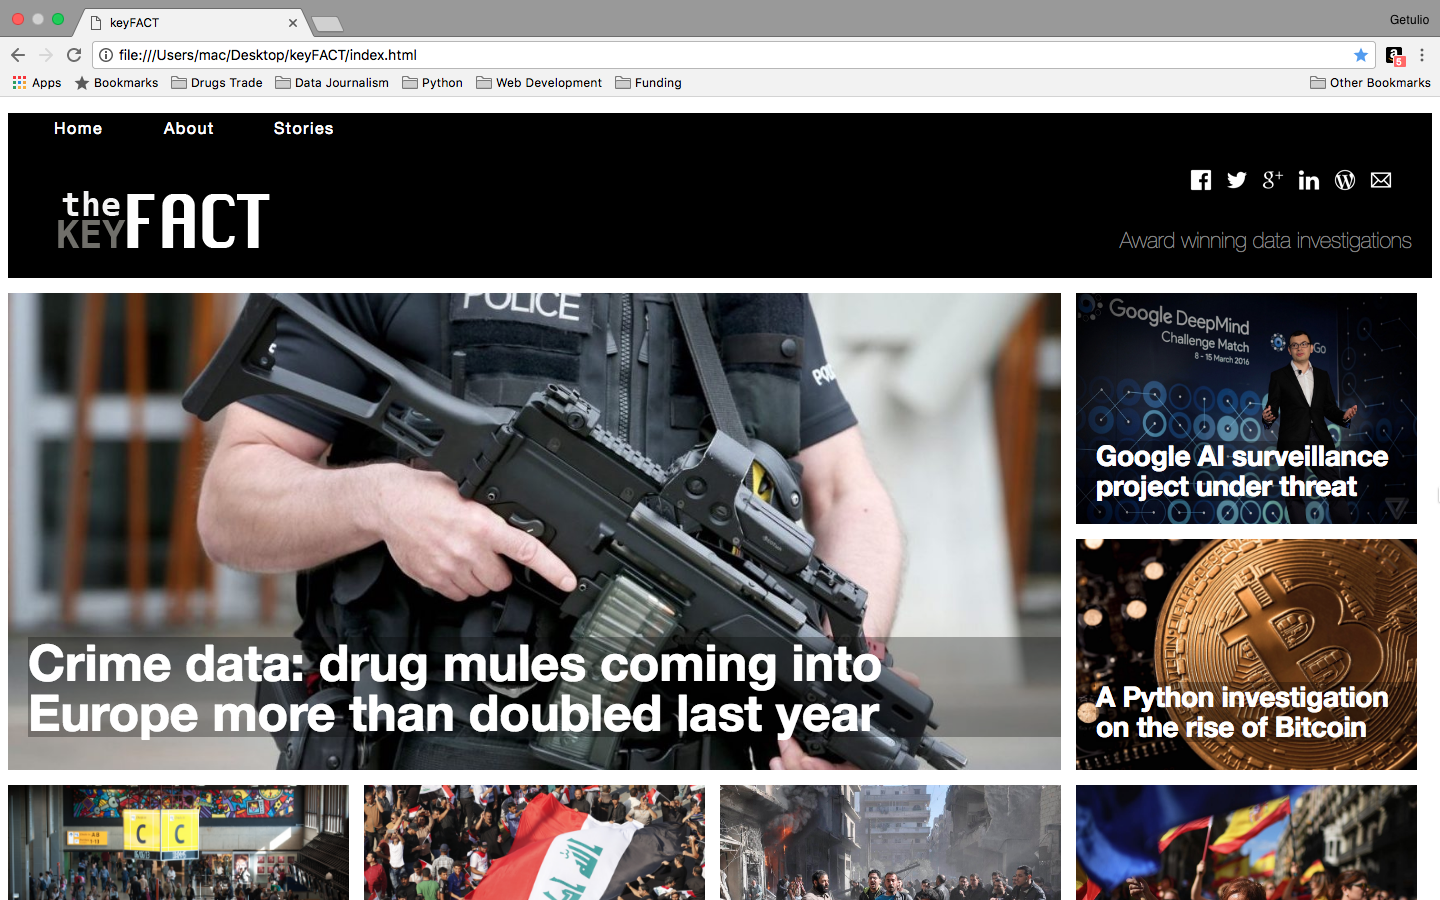 keyFACT
Getulio
file:///Users/mac/Desktop/keyFACT/index.html
a
5
Apps Bookmarks Drugs Trade Data Journalism Python Web Development Funding Other Bookmarks
Home About Stories
the
KEYFACT
Award winning data investigations
POLICE
Crime data: drug mules coming into
Europe more than doubled last year
Google DeepMind
Challenge Match
8 - 15 March 2016
Go
Google AI surveillance
project under threat
A Python investigation
on the rise of Bitcoin
C C